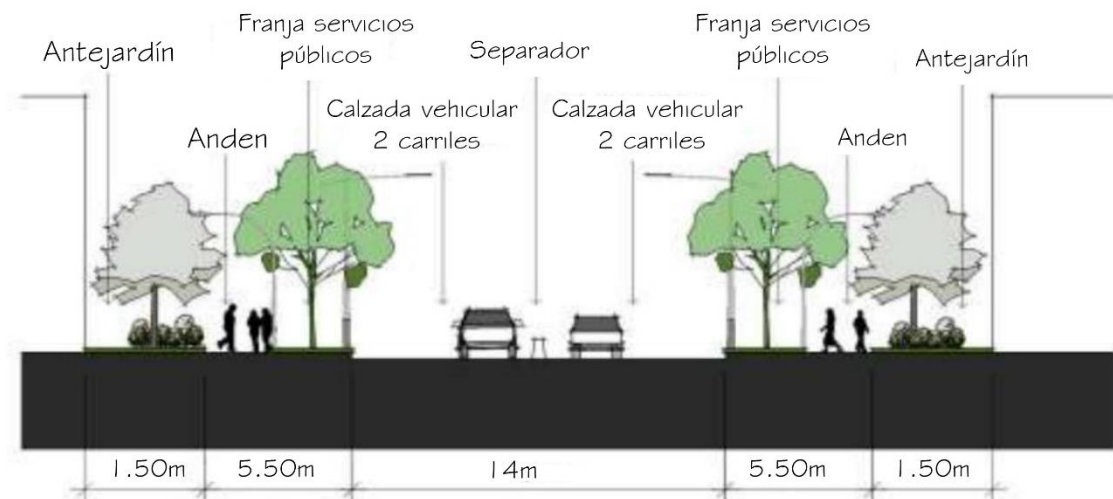 Antejardín
Franja servicios
públicos
Separador
Franja servicios
públicos
Antejardín
Anden
Calzada vehicular
2 carriles
Calzada vehicular
2 carriles
Anden
1.50m
5.50m
14m
5.50m
1.50m